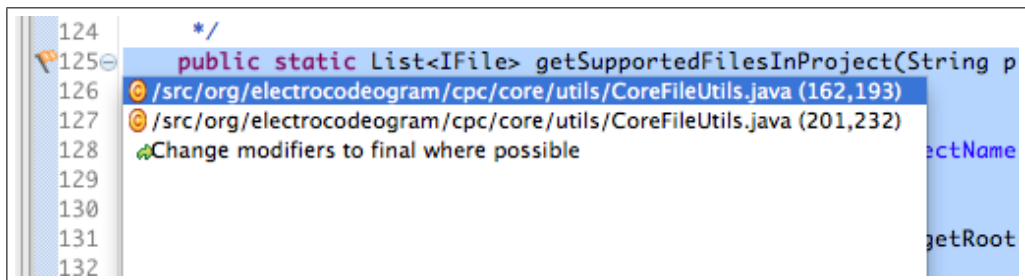 124 */
125 public static List<IFile> getSupportedFilesInProject(String p
126 /src/org/electrocodeogram/cpc/core/utils/CoreFileUtils.java (162,193)
127 /src/org/electrocodeogram/cpc/core/utils/CoreFileUtils.java (201,232)
128 Change modifiers to final where possible ectName
129
130
131 getRoot
132